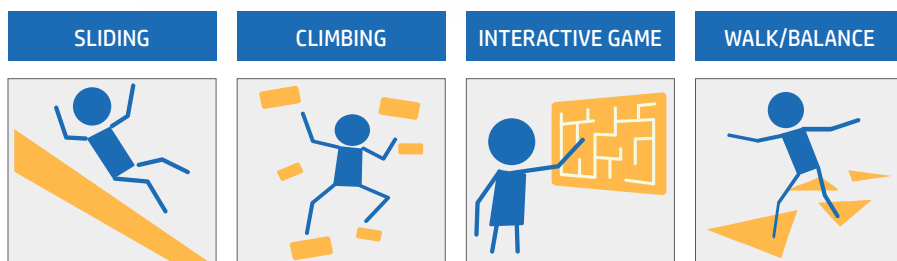 SLIDING
CLIMBING
INTERACTIVE GAME
WALK/BALANCE